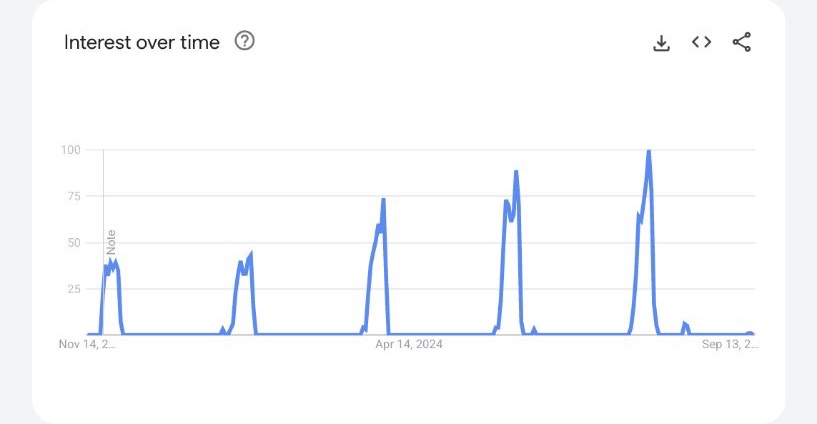 Interest over time
100
75
50
25
Note
Nov 14, 2...
Apr 14, 2024
Sep 13, 2...